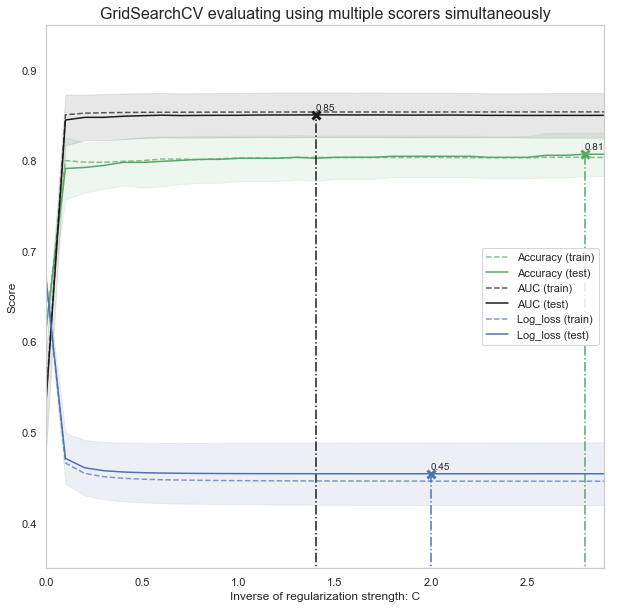 GridSearchCV evaluating using multiple scorers simultaneously
0.9
0.8
0.7
0.6
0.5
0.4
Score
0.85
0.81
0.45
Accuracy (train)
Accuracy (test)
AUC (train)
AUC (test)
Log_loss (train)
Log_loss (test)
0.0 0.5 1.0 1.5 2.0 2.5
Inverse of regularization strength: C